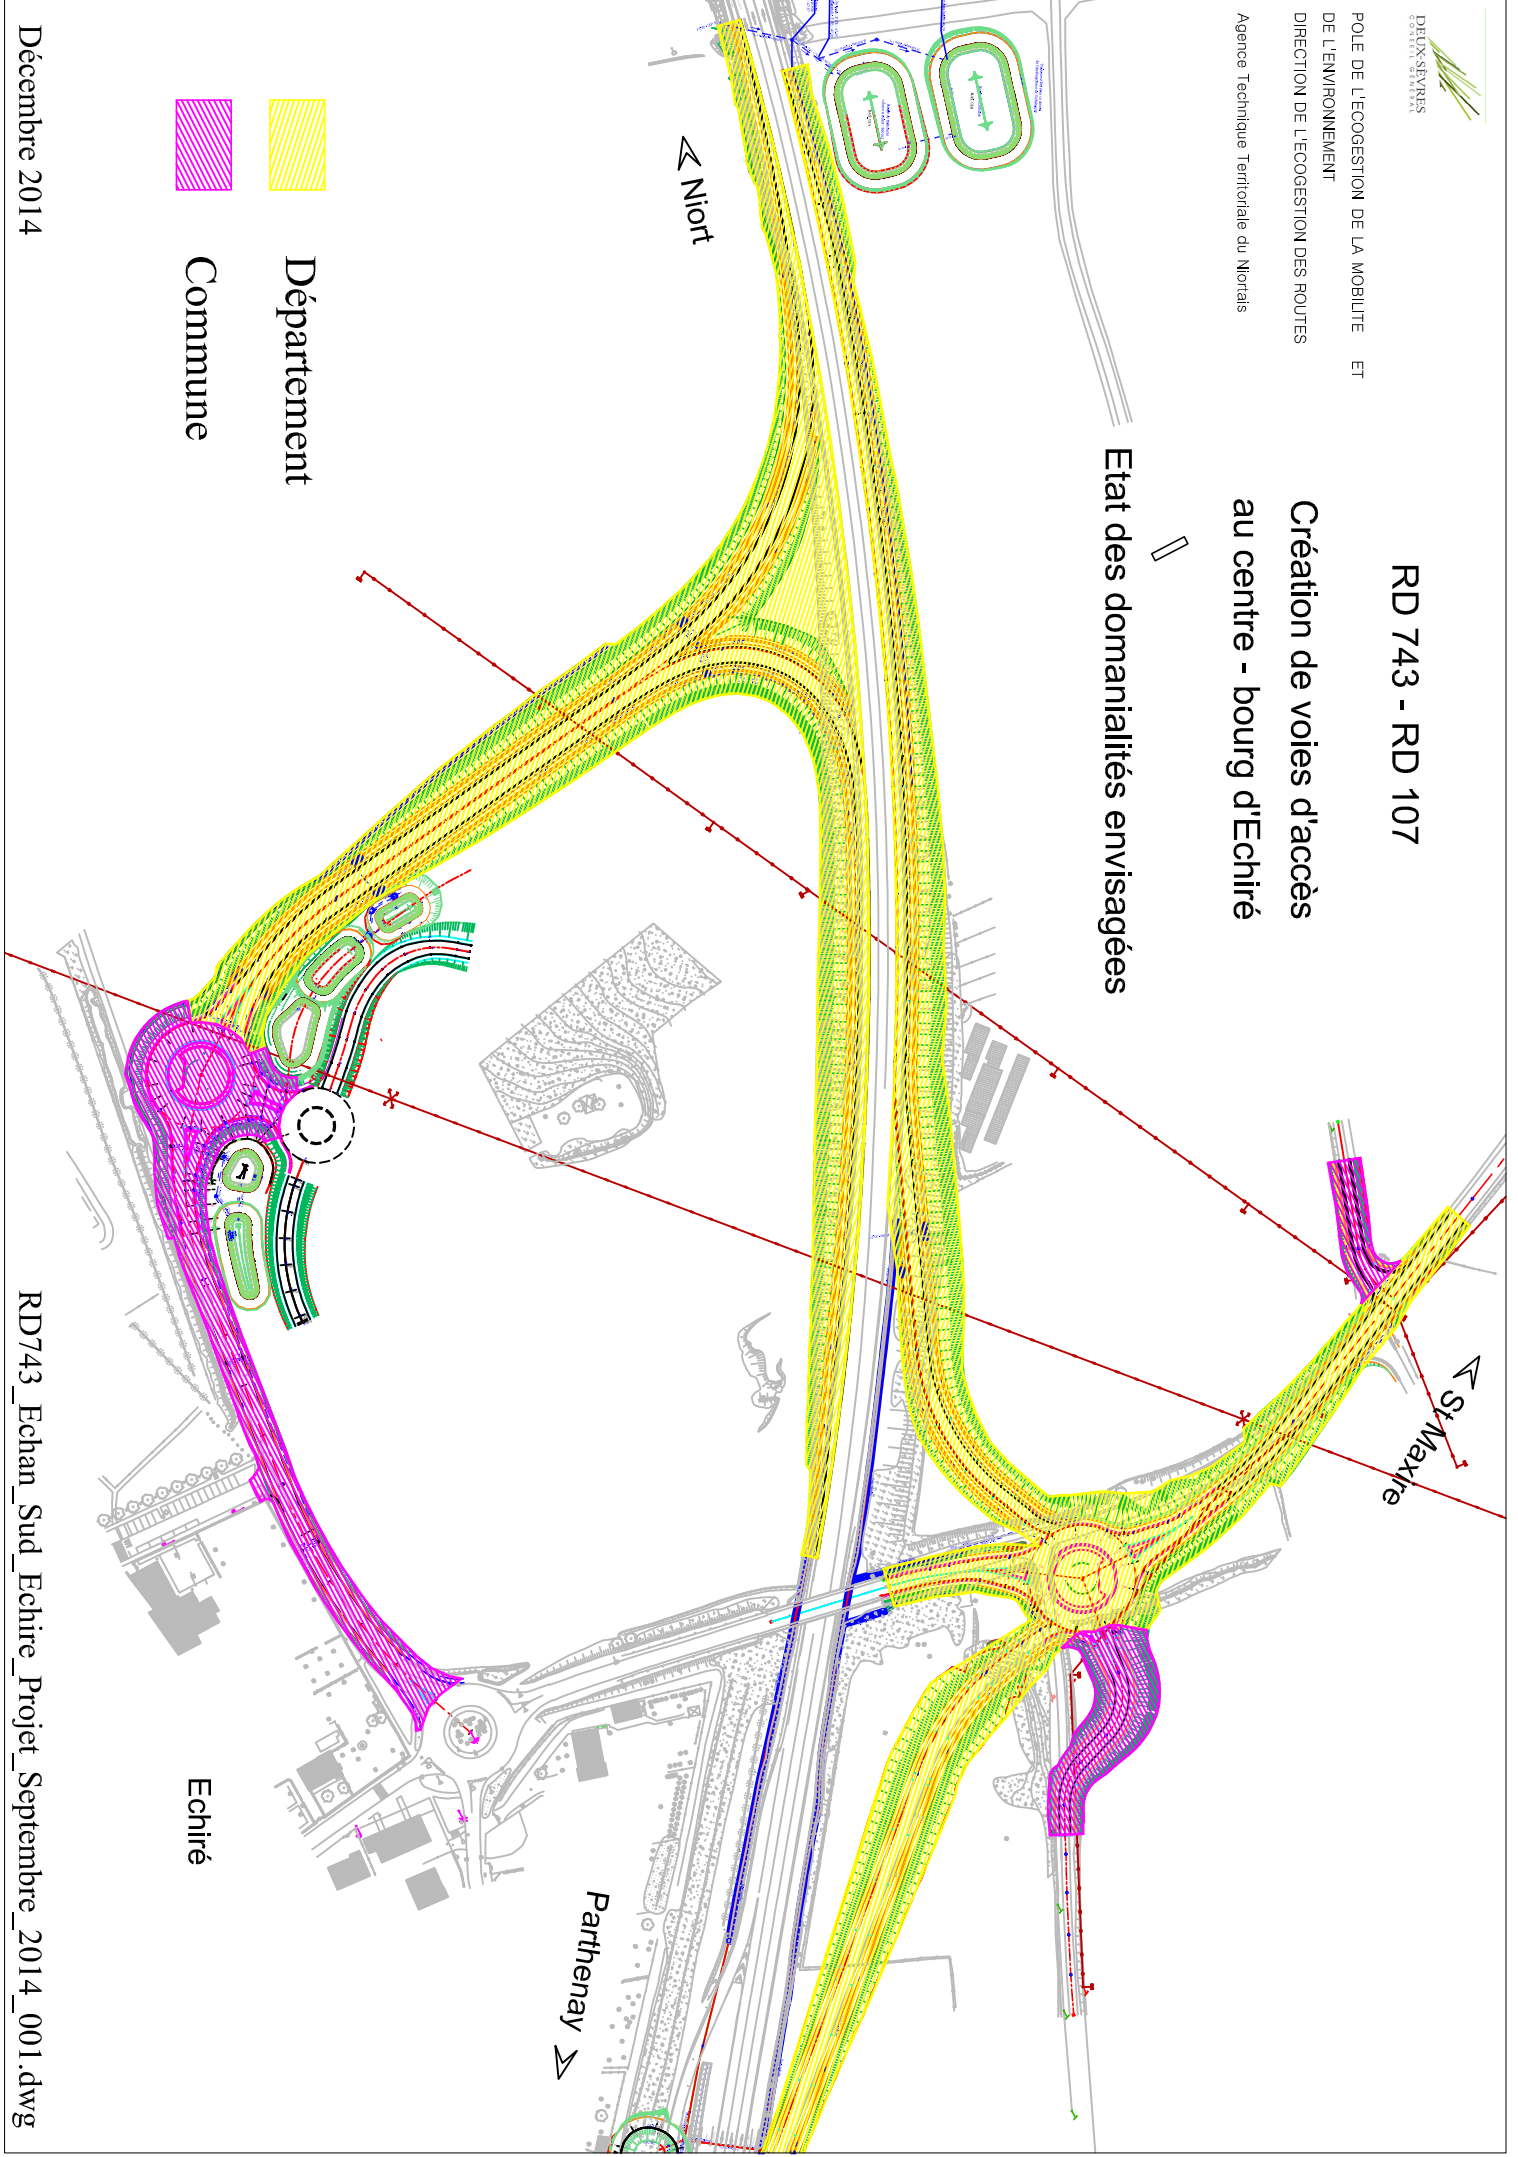 DEUX-SÈVRES
CONSEIL GÉNÉRAL
POLE DE L'ECOGESTION DE LA MOBILITE ET
DE L'ENVIRONNEMENT
DIRECTION DE L'ECOGESTION DES ROUTES
Agence Technique Territoriale du Niortais
RD 743 - RD 107
Création de voies d'accès
au centre - bourg d'Echiré
Etat des domanialités envisagées
St Maxire
Niort
Parthenay
Echiré
Département
Commune
Décembre 2014
RD743_Echan_Sud_Echire_Projet_Septembre_2014_001.dwg